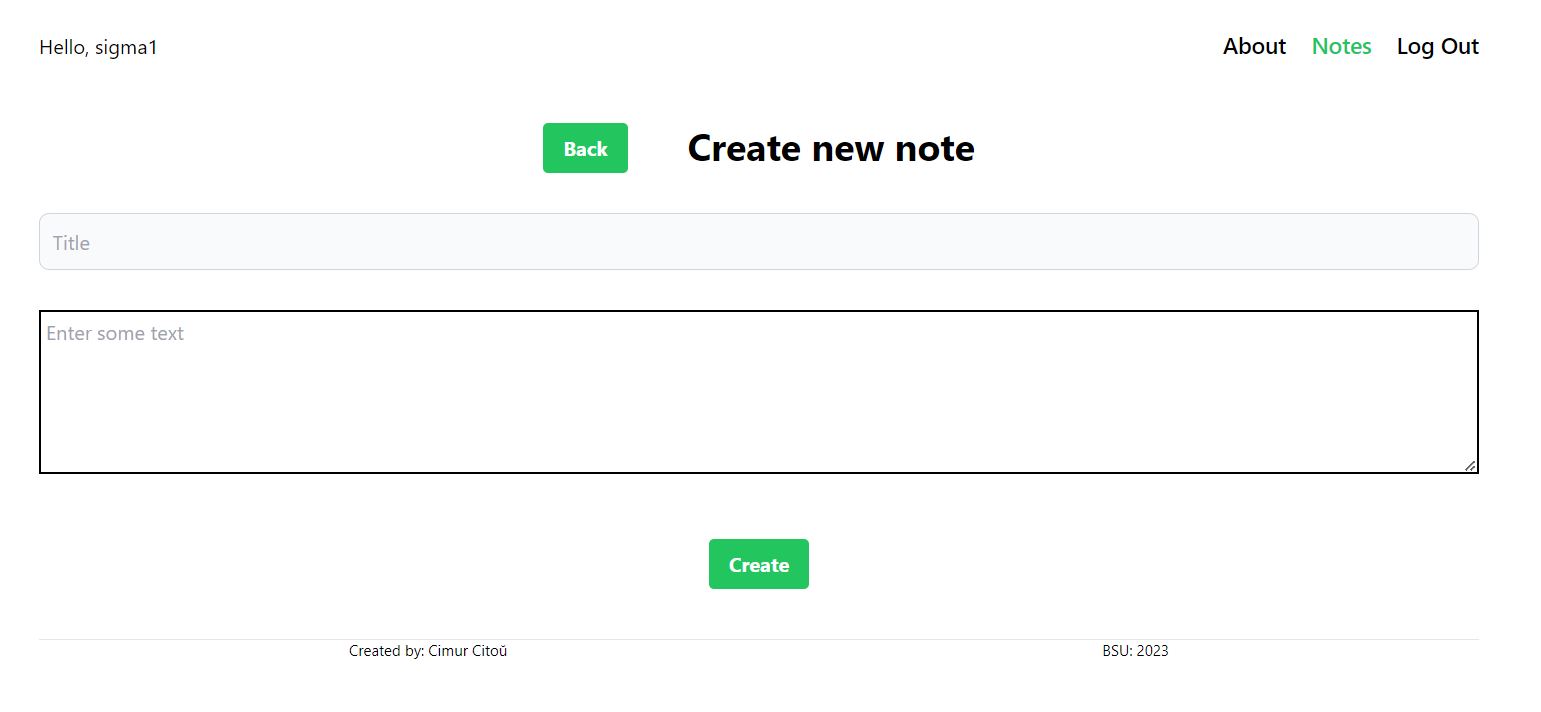 Hello, sigma1
About Notes Log Out
Back
Create new note
Title
Enter some text
Create
Created by: Cimur Citoŭ
BSU: 2023